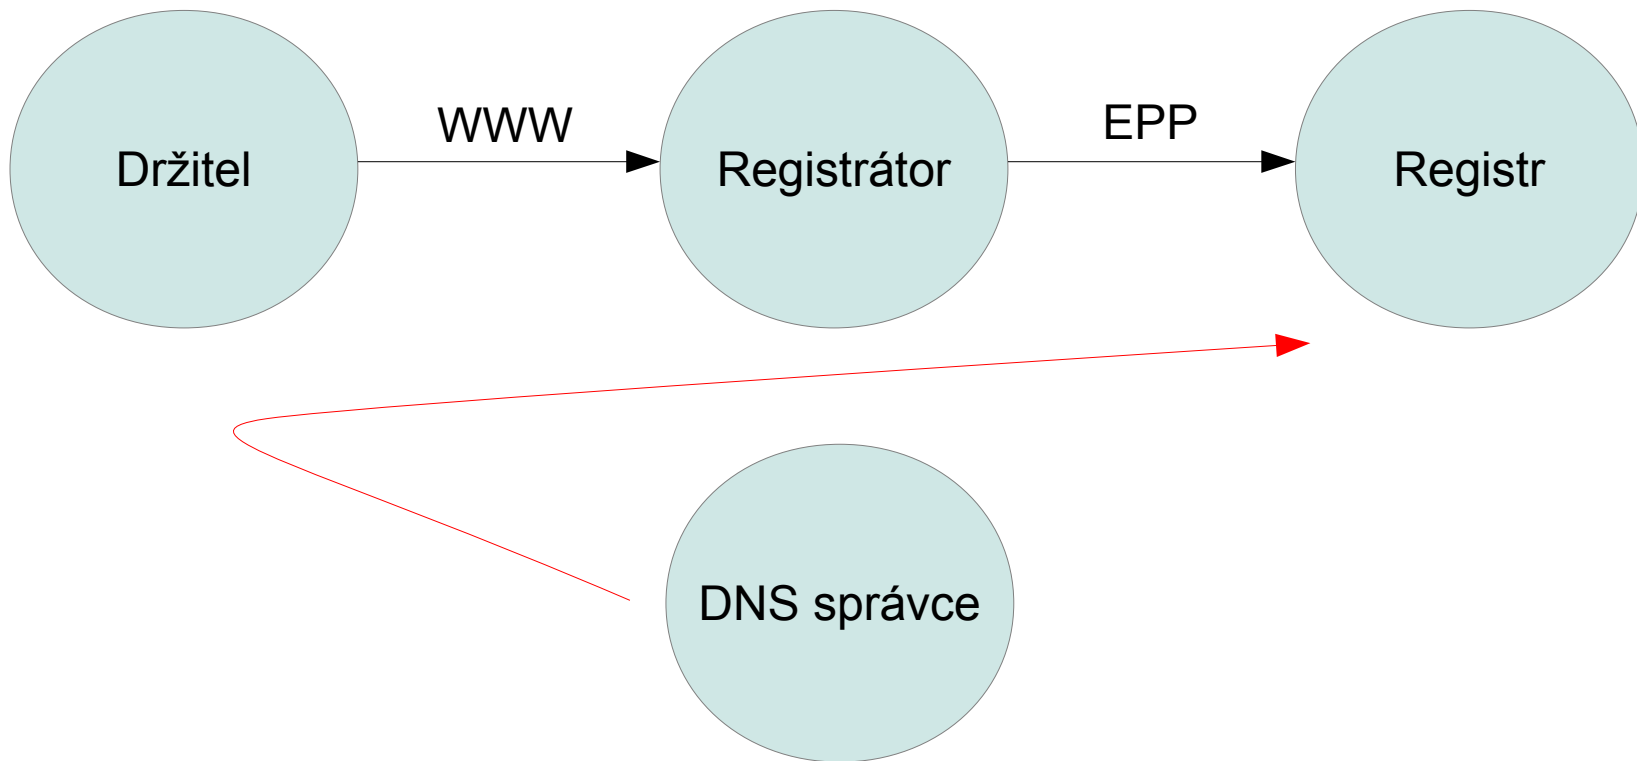 Držitel
WWW
Registrátor
EPP
Registr
DNS správce